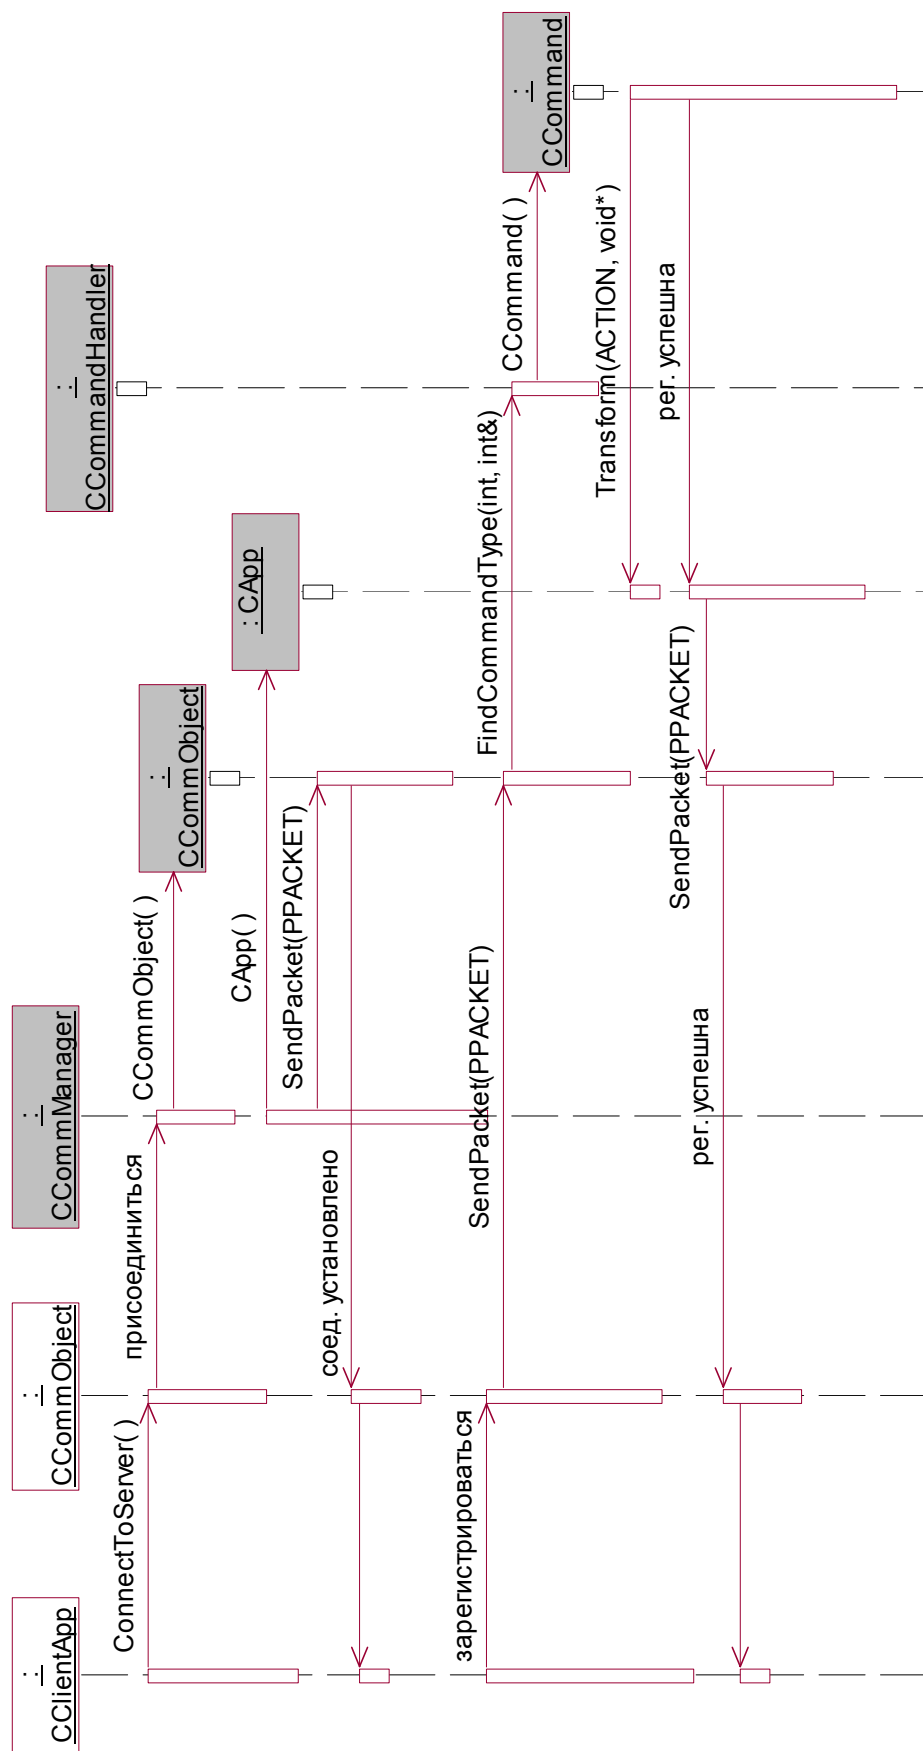 :
CClientApp
:
CCommObject
:
CCommManager
:
CCommObject
: CApp
:
CCommandHandler
:
CCommand
ConnectToServer( )
присоединиться
CCommObject( )
CApp( )
SendPacket(PPACKET)
соед. установлено
зарегистрироваться
SendPacket(PPACKET)
FindCommandType(int, int&)
CCommand( )
Transform(ACTION, void*)
рег. успешна
SendPacket(PPACKET)
рег. успешна